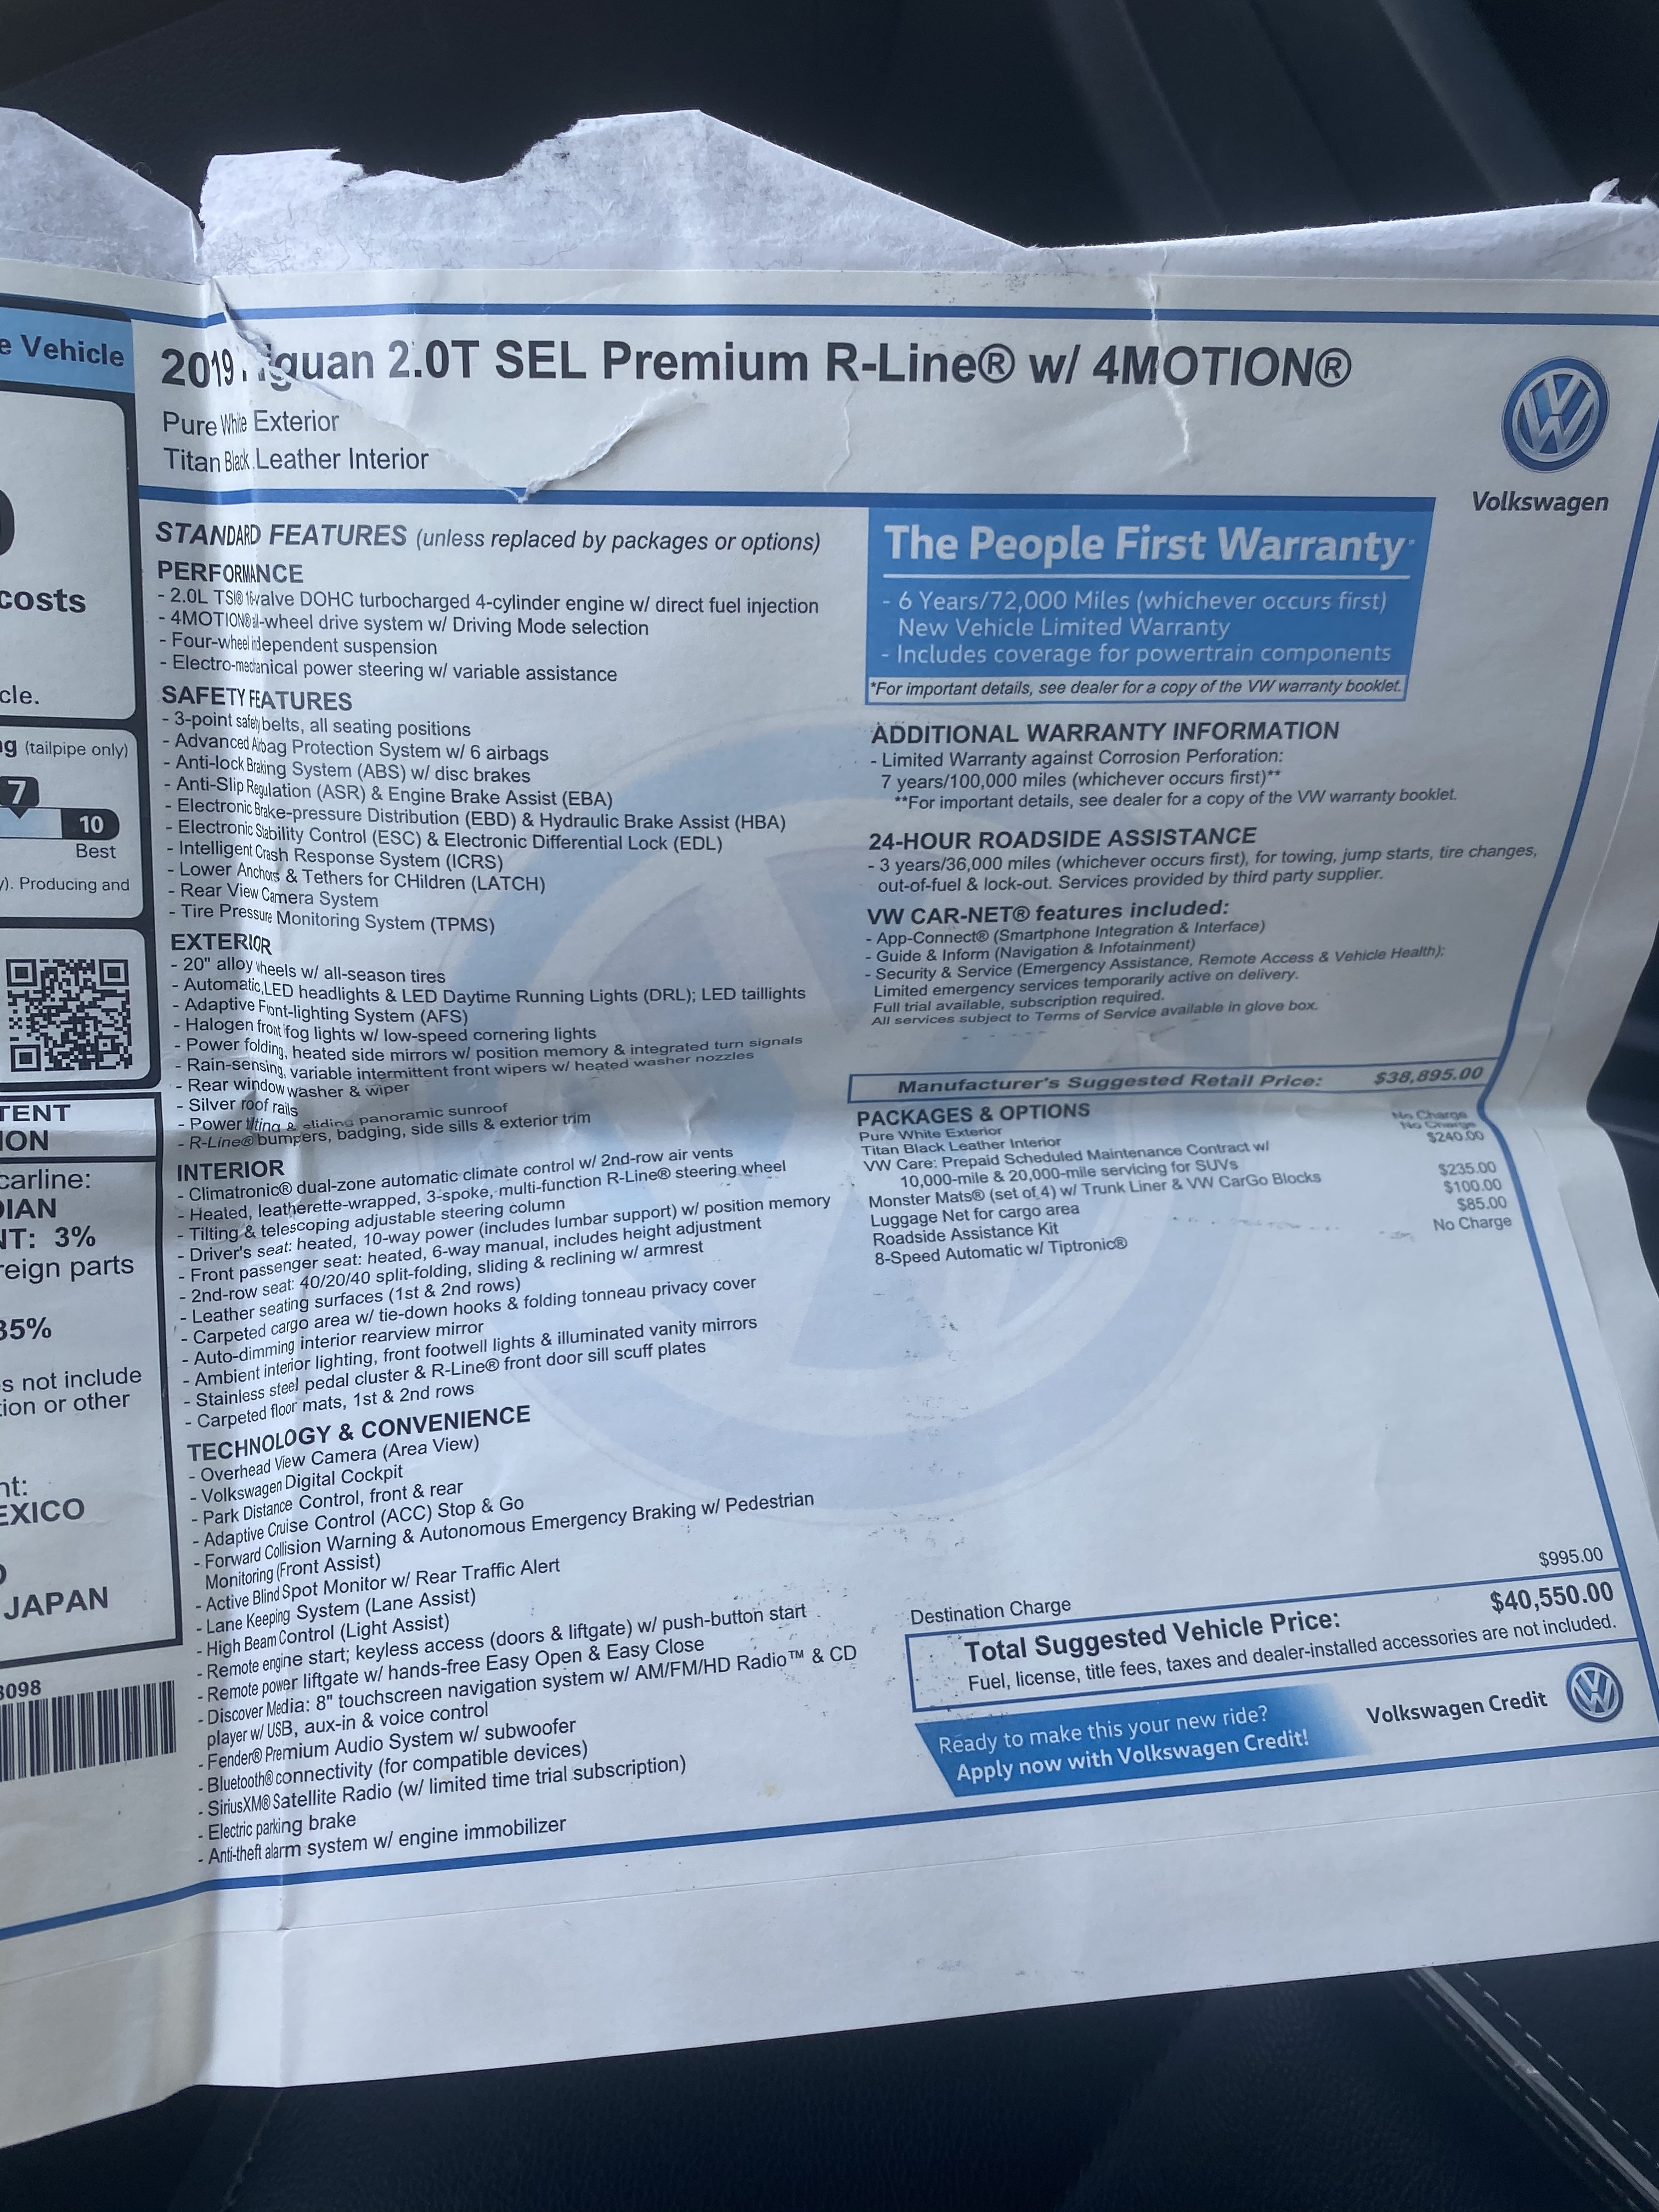 e Vehicle
costs
cle.
g (tailpipe only)
7
10
Best
y). Producing and
TENT
ION
carline:
DIAN
NT: 3%
reign parts
35%
s not include
tion or other
nt:
EXICO
JAPAN
8098
2019 iguan 2.0T SEL Premium R-Line® w/ 4MOTION®
Pure White Exterior
Titan Black Leather Interior
Volkswagen
STANDARD FEATURES (unless replaced by packages or options)
PERFORMANCE
- 2.0L TSI® 16-valve DOHC turbocharged 4-cylinder engine w/ direct fuel injection
- 4MOTION® all-wheel drive system w/ Driving Mode selection
- Four-wheel independent suspension
- Electro-mechanical power steering w/ variable assistance
SAFETY FEATURES
- 3-point safety belts, all seating positions
- Advanced Airbag Protection System w/ 6 airbags
- Anti-lock Braking System (ABS) w/ disc brakes
- Anti-Slip Regulation (ASR) & Engine Brake Assist (EBA)
- Electronic Brake-pressure Distribution (EBD) & Hydraulic Brake Assist (HBA)
- Electronic Stability Control (ESC) & Electronic Differential Lock (EDL)
- Intelligent Crash Response System (ICRS)
- Lower Anchors & Tethers for CHildren (LATCH)
- Rear View Camera System
- Tire Pressure Monitoring System (TPMS)
EXTERIOR
- 20" alloy wheels w/ all-season tires
- Automatic LED headlights & LED Daytime Running Lights (DRL); LED taillights
- Adaptive Front-lighting System (AFS)
- Halogen front fog lights w/ low-speed cornering lights
- Power folding, heated side mirrors w/ position memory & integrated turn signals
- Rain-sensing, variable intermittent front wipers w/ heated washer nozzles
- Rear window washer & wiper
- Silver roof rails
- Power tilting & sliding panoramic sunroof
- R-Line® bumpers, badging, side sills & exterior trim
INTERIOR
- Climatronic® dual-zone automatic climate control w/ 2nd-row air vents
- Heated, leatherette-wrapped, 3-spoke, multi-function R-Line® steering wheel
- Tilting & telescoping adjustable steering column
- Driver's seat: heated, 10-way power (includes lumbar support) w/ position memory
- Front passenger seat: heated, 6-way manual, includes height adjustment
- 2nd-row seat: 40/20/40 split-folding, sliding & reclining w/ armrest
- Leather seating surfaces (1st & 2nd rows)
- Carpeted cargo area w/ tie-down hooks & folding tonneau privacy cover
- Auto-dimming interior rearview mirror
- Ambient interior lighting, front footwell lights & illuminated vanity mirrors
- Stainless steel pedal cluster & R-Line® front door sill scuff plates
- Carpeted floor mats, 1st & 2nd rows
TECHNOLOGY & CONVENIENCE
- Overhead View Camera (Area View)
- Volkswagen Digital Cockpit
- Park Distance Control, front & rear
- Adaptive Cruise Control (ACC) Stop & Go
- Forward Collision Warning & Autonomous Emergency Braking w/ Pedestrian
Monitoring (Front Assist)
- Active Blind Spot Monitor w/ Rear Traffic Alert
- Lane Keeping System (Lane Assist)
- High Beam Control (Light Assist)
- Remote engine start; keyless access (doors & liftgate) w/ push-button start
- Remote power liftgate w/ hands-free Easy Open & Easy Close
- Discover Media: 8" touchscreen navigation system w/ AM/FM/HD Radio™ & CD
player w/ USB, aux-in & voice control
- Fender® Premium Audio System w/ subwoofer
- Bluetooth® connectivity (for compatible devices)
- SiriusXM® Satellite Radio (w/ limited time trial subscription)
- Electric parking brake
- Anti-theft alarm system w/ engine immobilizer
The People First Warranty*
- 6 Years/72,000 Miles (whichever occurs first)
New Vehicle Limited Warranty
- Includes coverage for powertrain components
*For important details, see dealer for a copy of the VW warranty booklet.
ADDITIONAL WARRANTY INFORMATION
- Limited Warranty against Corrosion Perforation:
7 years/100,000 miles (whichever occurs first)**
**For important details, see dealer for a copy of the VW warranty booklet.
24-HOUR ROADSIDE ASSISTANCE
- 3 years/36,000 miles (whichever occurs first), for towing, jump starts, tire changes,
out-of-fuel & lock-out. Services provided by third party supplier.
VW CAR-NET® features included:
- App-Connect® (Smartphone Integration & Interface)
- Guide & Inform (Navigation & Infotainment)
- Security & Service (Emergency Assistance, Remote Access & Vehicle Health);
Limited emergency services temporarily active on delivery.
Full trial available, subscription required.
All services subject to Terms of Service available in glove box.
Manufacturer's Suggested Retail Price: $38,895.00
PACKAGES & OPTIONS
Pure White Exterior No Charge
Titan Black Leather Interior No Charge
VW Care: Prepaid Scheduled Maintenance Contract w/ $240.00
10,000-mile & 20,000-mile servicing for SUVs
Monster Mats® (set of 4) w/ Trunk Liner & VW CarGo Blocks $235.00
Luggage Net for cargo area $100.00
Roadside Assistance Kit $85.00
8-Speed Automatic w/ Tiptronic® No Charge
Destination Charge $995.00
Total Suggested Vehicle Price: $40,550.00
Fuel, license, title fees, taxes and dealer-installed accessories are not included.
Ready to make this your new ride?
Apply now with Volkswagen Credit!
Volkswagen Credit